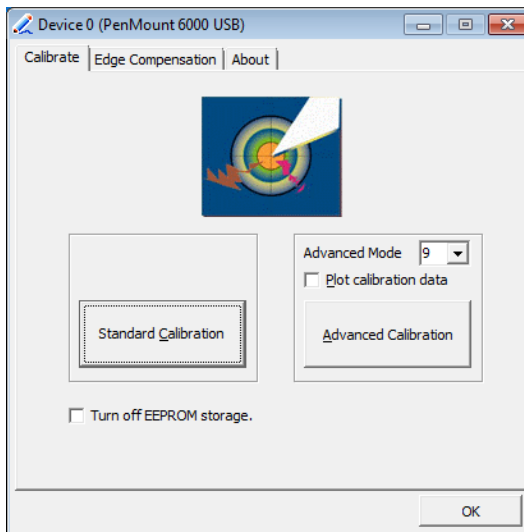 Device 0 (PenMount 6000 USB)
Calibrate Edge Compensation About
Advanced Mode 9
Plot calibration data
Standard Calibration
Advanced Calibration
Turn off EEPROM storage.
OK